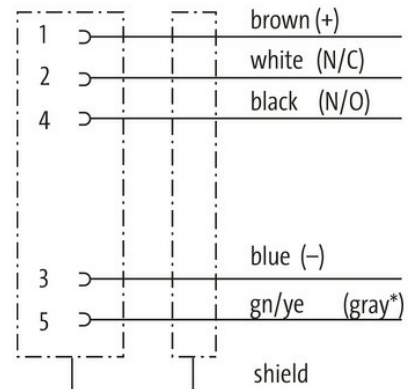 1 brown (+)
2 white (N/C)
4 black (N/O)
3 blue (–)
5 gn/ye (gray*)
shield